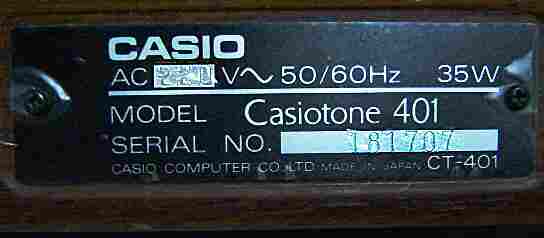 CASIO
AC V~ 50/60Hz 35W
MODEL Casiotone 401
SERIAL NO. 181707
CASIO COMPUTER CO., LTD. MADE IN JAPAN CT-401